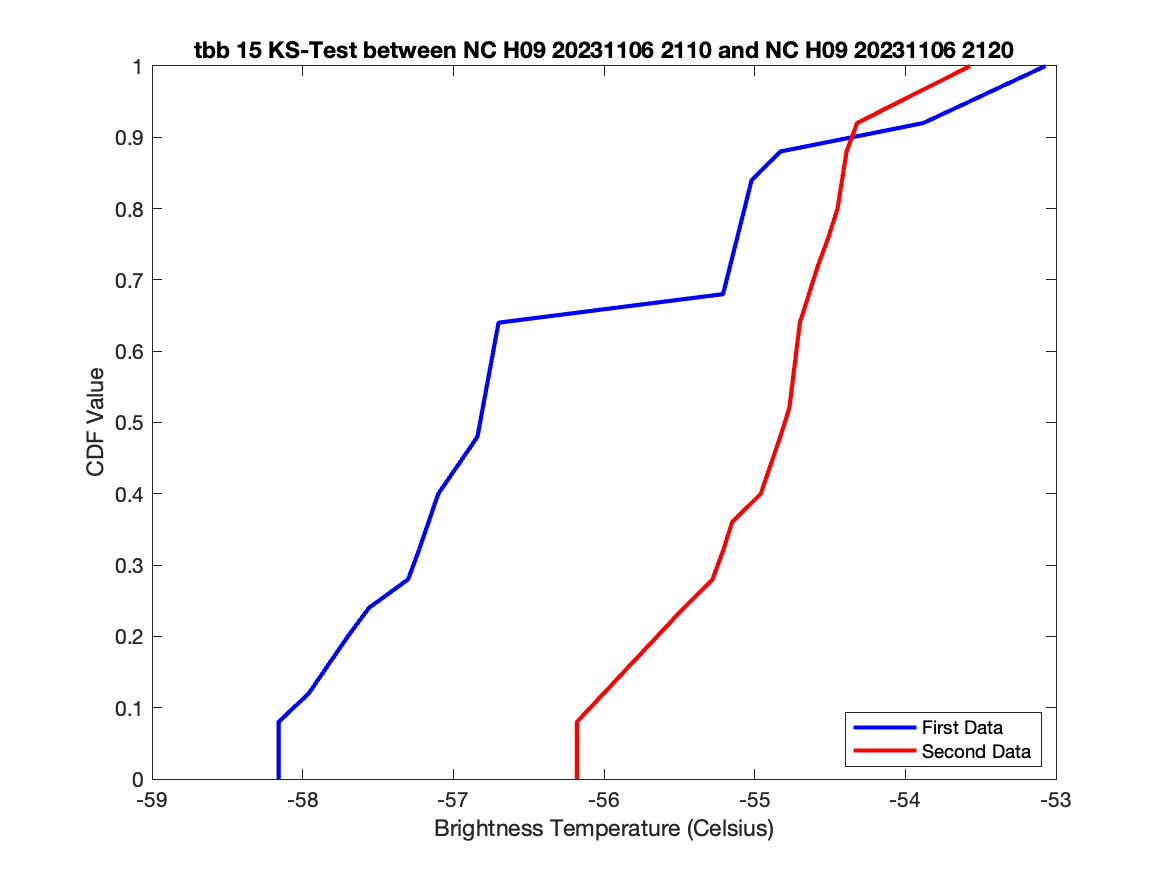 tbb 15 KS-Test between NC H09 20231106 2110 and NC H09 20231106 2120
1
0.9
0.8
0.7
0.6
0.5
0.4
0.3
0.2
0.1
0
CDF Value
First Data
Second Data
-59 -58 -57 -56 -55 -54 -53
Brightness Temperature (Celsius)